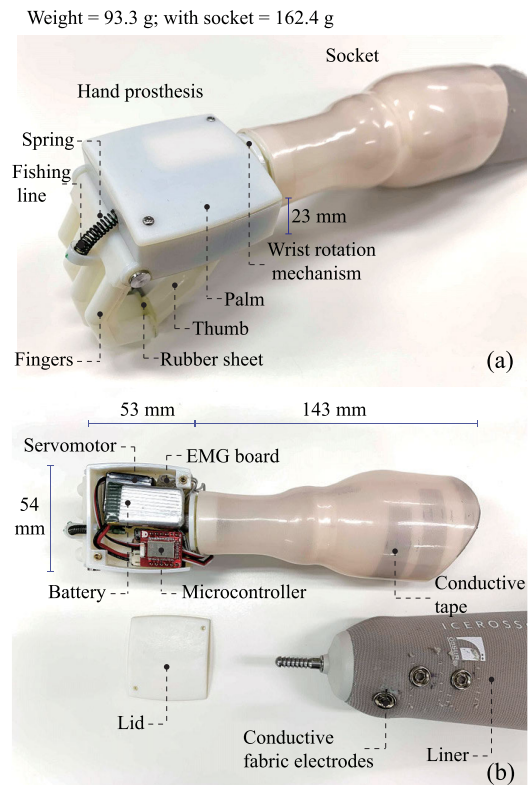 Weight = 93.3 g; with socket = 162.4 g
Socket
Hand prosthesis
Spring
Fishing
line
23 mm
Wrist rotation
mechanism
Palm
Thumb
Fingers
Rubber sheet
(a)
53 mm
143 mm
Servomotor
EMG board
54
mm
Battery
Microcontroller
Conductive
tape
ICEROSS
Lid
Conductive
fabric electrodes
Liner
(b)